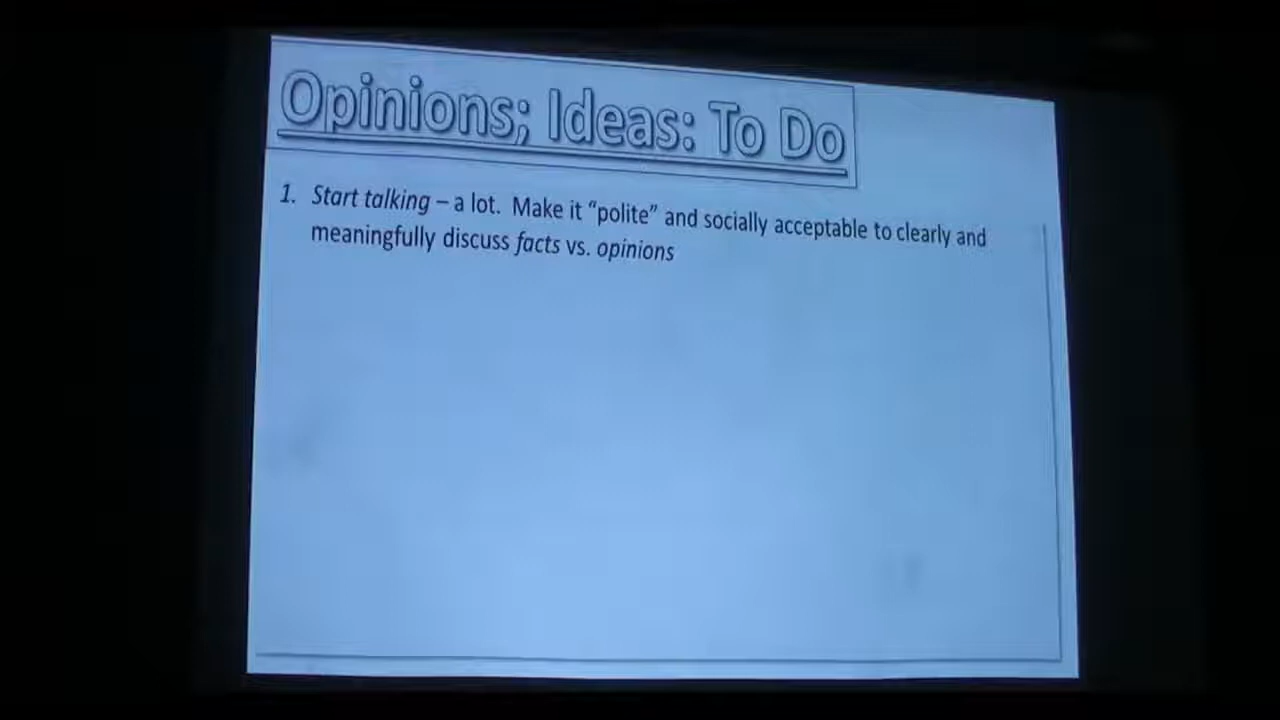 Opinions; Ideas: To Do
1. Start talking – a lot. Make it “polite” and socially acceptable to clearly and
meaningfully discuss facts vs. opinions